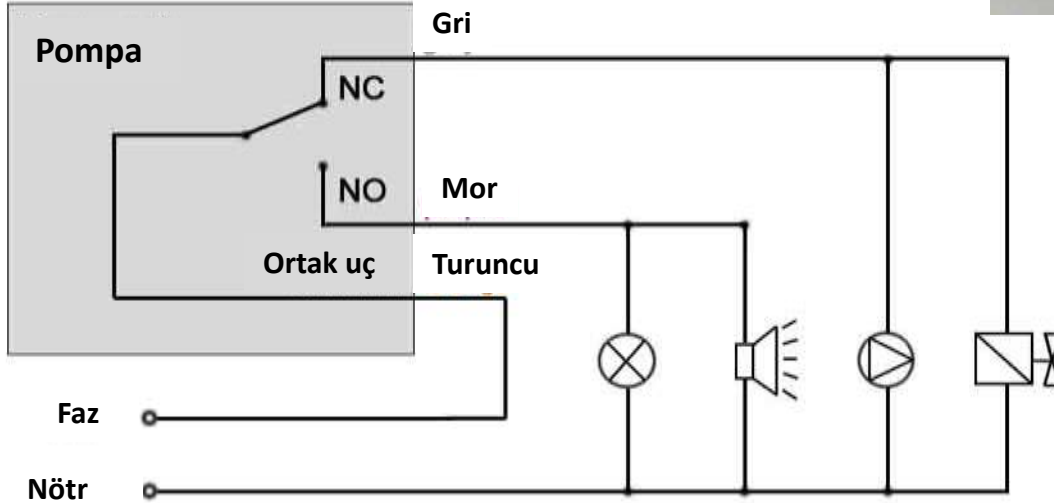 Gri
Pompa
NC
NO
Mor
Ortak uç
Turuncu
Faz
Nötr